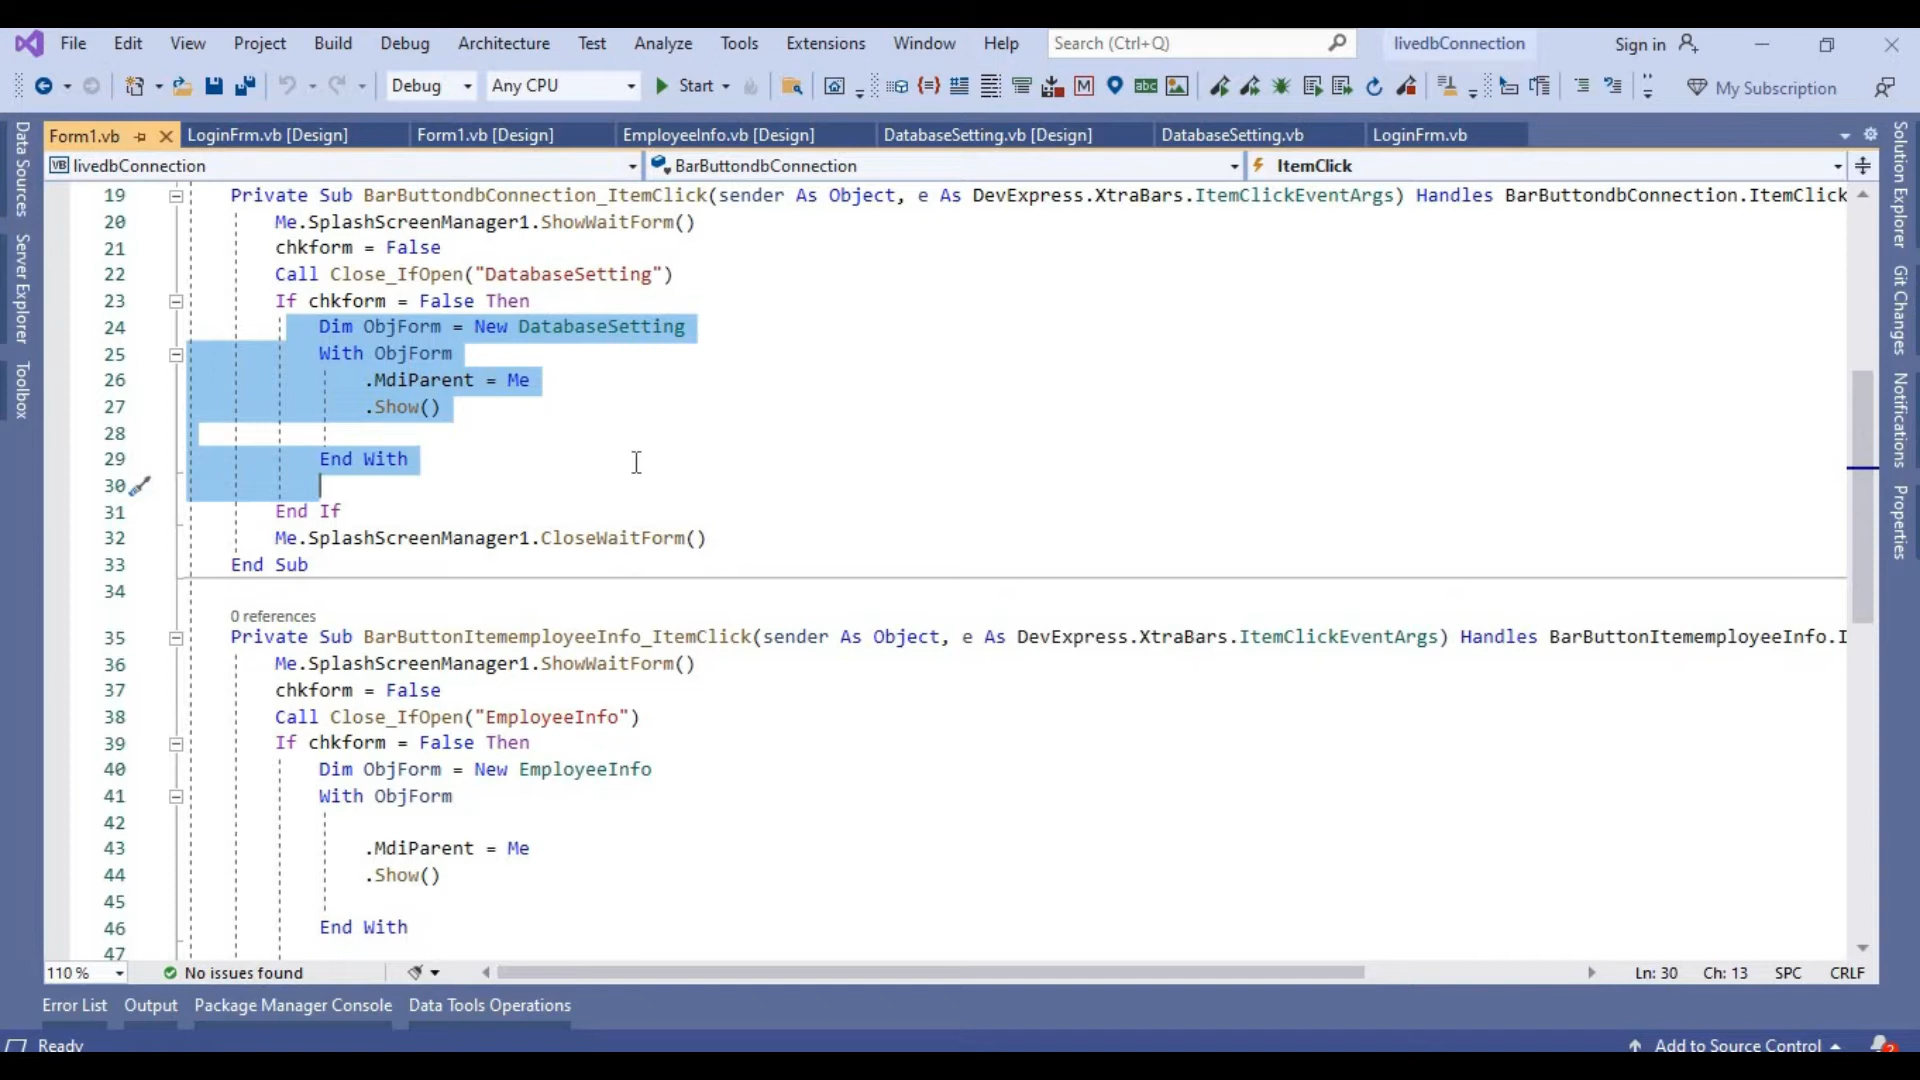 File Edit View Project Build Debug Architecture Test Analyze Tools Extensions Window Help Search (Ctrl+Q) livedbConnection Sign in
Debug Any CPU Start abc M My Subscription
Form1.vb LoginFrm.vb [Design] Form1.vb [Design] EmployeeInfo.vb [Design] DatabaseSetting.vb [Design] DatabaseSetting.vb LoginFrm.vb
VB livedbConnection BarButtondbConnection ItemClick
Data Sources
Server Explorer
Toolbox
19 Private Sub BarButtondbConnection_ItemClick(sender As Object, e As DevExpress.XtraBars.ItemClickEventArgs) Handles BarButtondbConnection.ItemClick
20 Me.SplashScreenManager1.ShowWaitForm()
21 chkform = False
22 Call Close_IfOpen("DatabaseSetting")
23 If chkform = False Then
24 Dim ObjForm = New DatabaseSetting
25 With ObjForm
26 .MdiParent = Me
27 .Show()
28
29 End With
30
31 End If
32 Me.SplashScreenManager1.CloseWaitForm()
33 End Sub
34
0 references
35 Private Sub BarButtonItememployeeInfo_ItemClick(sender As Object, e As DevExpress.XtraBars.ItemClickEventArgs) Handles BarButtonItememployeeInfo.I
36 Me.SplashScreenManager1.ShowWaitForm()
37 chkform = False
38 Call Close_IfOpen("EmployeeInfo")
39 If chkform = False Then
40 Dim ObjForm = New EmployeeInfo
41 With ObjForm
42
43 .MdiParent = Me
44 .Show()
45
46 End With
47
Solution Explorer
Git Changes
Notifications
Properties
110 % No issues found Ln: 30 Ch: 13 SPC CRLF
Error List Output Package Manager Console Data Tools Operations
Ready Add to Source Control 2